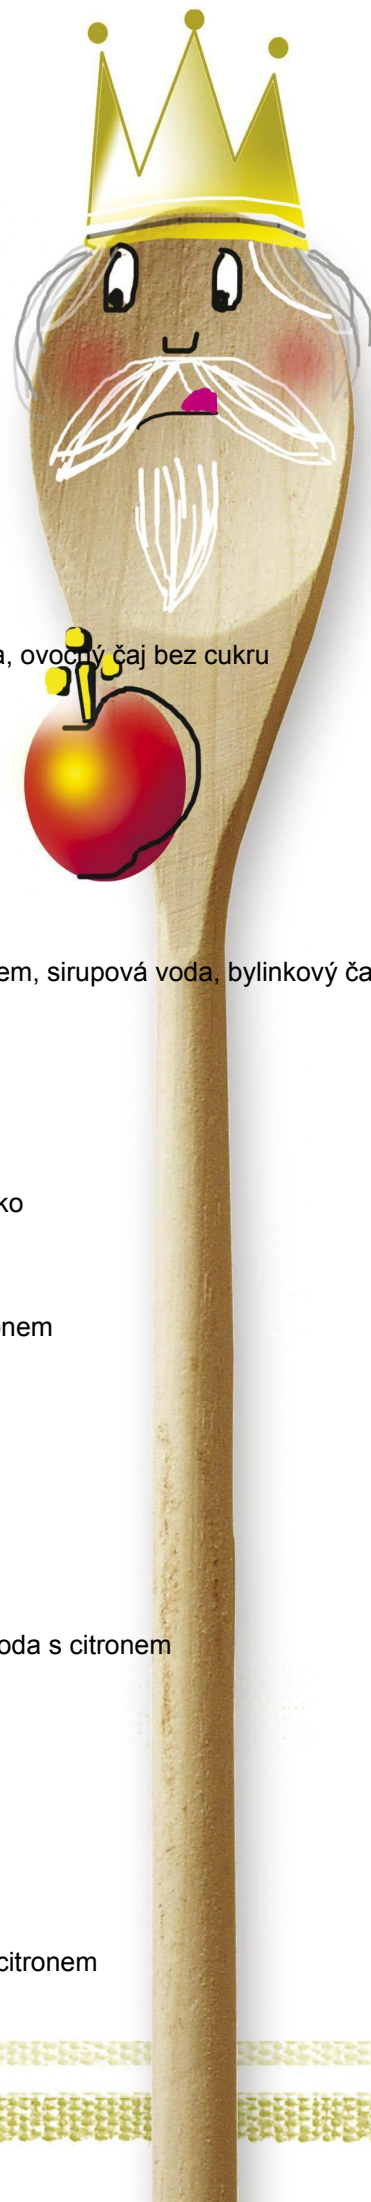 , ovocný čaj bez cukru
em, sirupová voda, bylinkový ča
ko
nem
oda s citronem
citronem